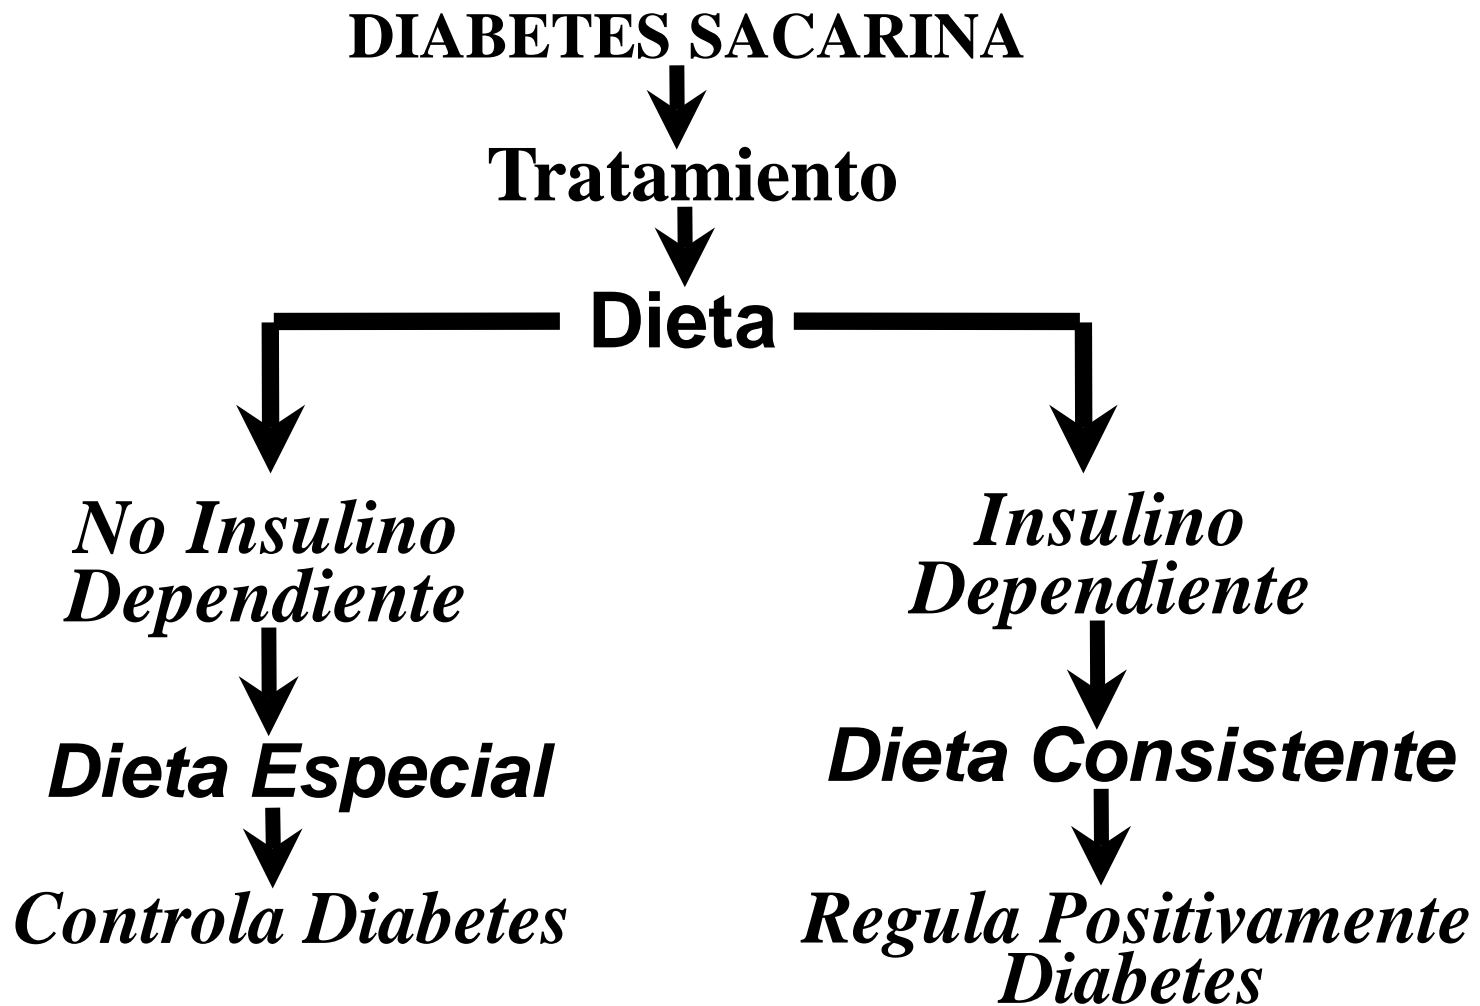 DIABETES SACARINA
Tratamiento
Dieta
No Insulino
Dependiente
Dieta Especial
Controla Diabetes
Insulino
Dependiente
Dieta Consistente
Regula Positivamente
Diabetes